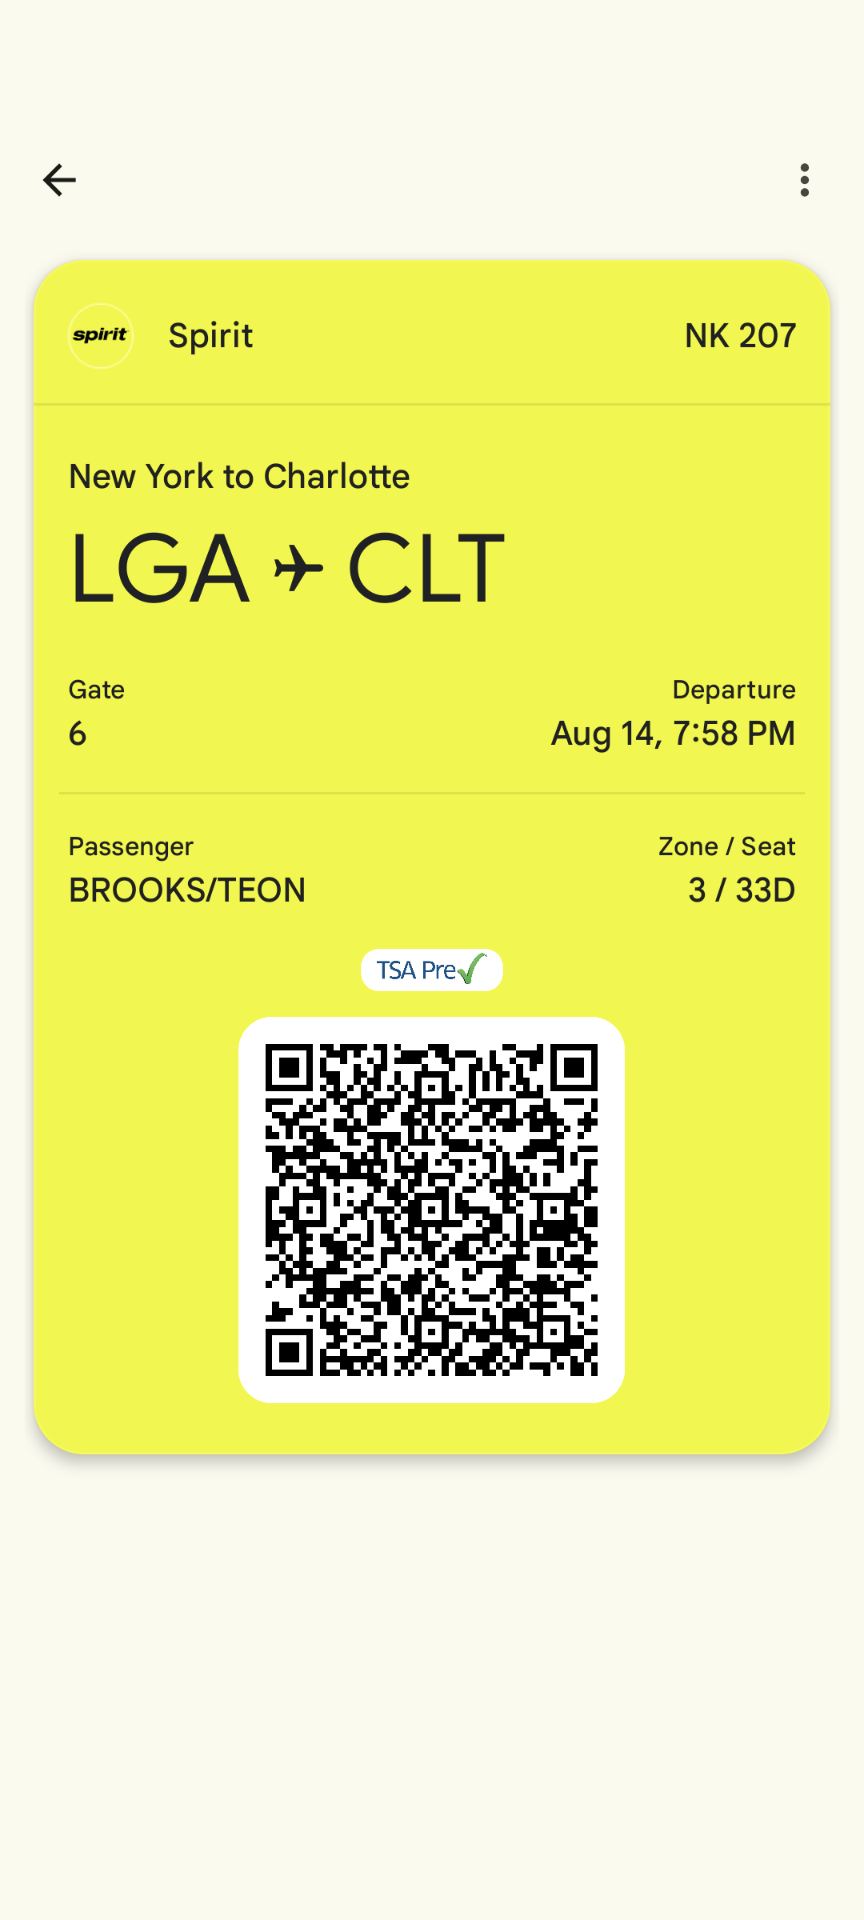 spirit
Spirit
NK 207
New York to Charlotte
LGA CLT
Gate
Departure
6
Aug 14, 7:58 PM
Passenger
Zone / Seat
BROOKS/TEON
3 / 33D
TSA Pre